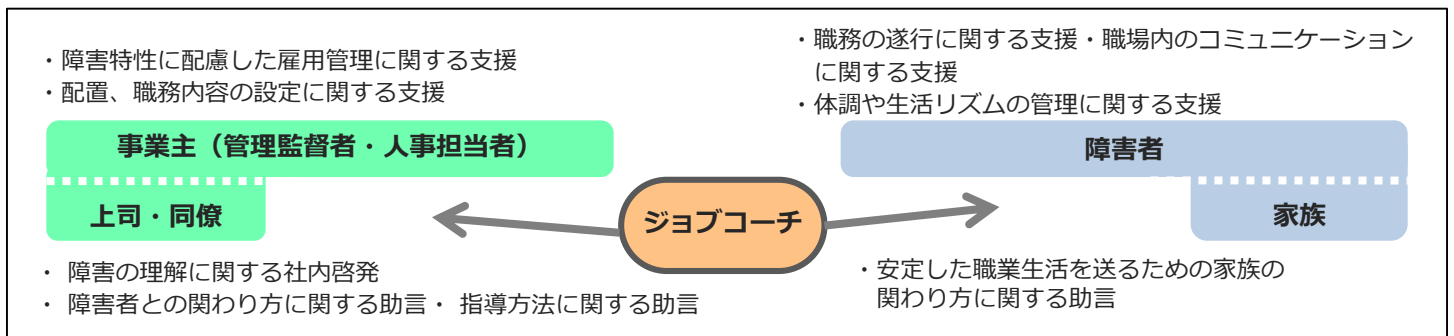 ・障害特性に配慮した雇用管理に関する支援
・配置、職務内容の設定に関する支援
事業主（管理監督者・人事担当者）
上司・同僚
・ 障害の理解に関する社内啓発
・ 障害者との関わり方に関する助言・ 指導方法に関する助言
ジョブコーチ
・職務の遂行に関する支援・職場内のコミュニケーション
に関する支援
・体調や生活リズムの管理に関する支援
障害者
家族
・安定した職業生活を送るための家族の
関わり方に関する助言